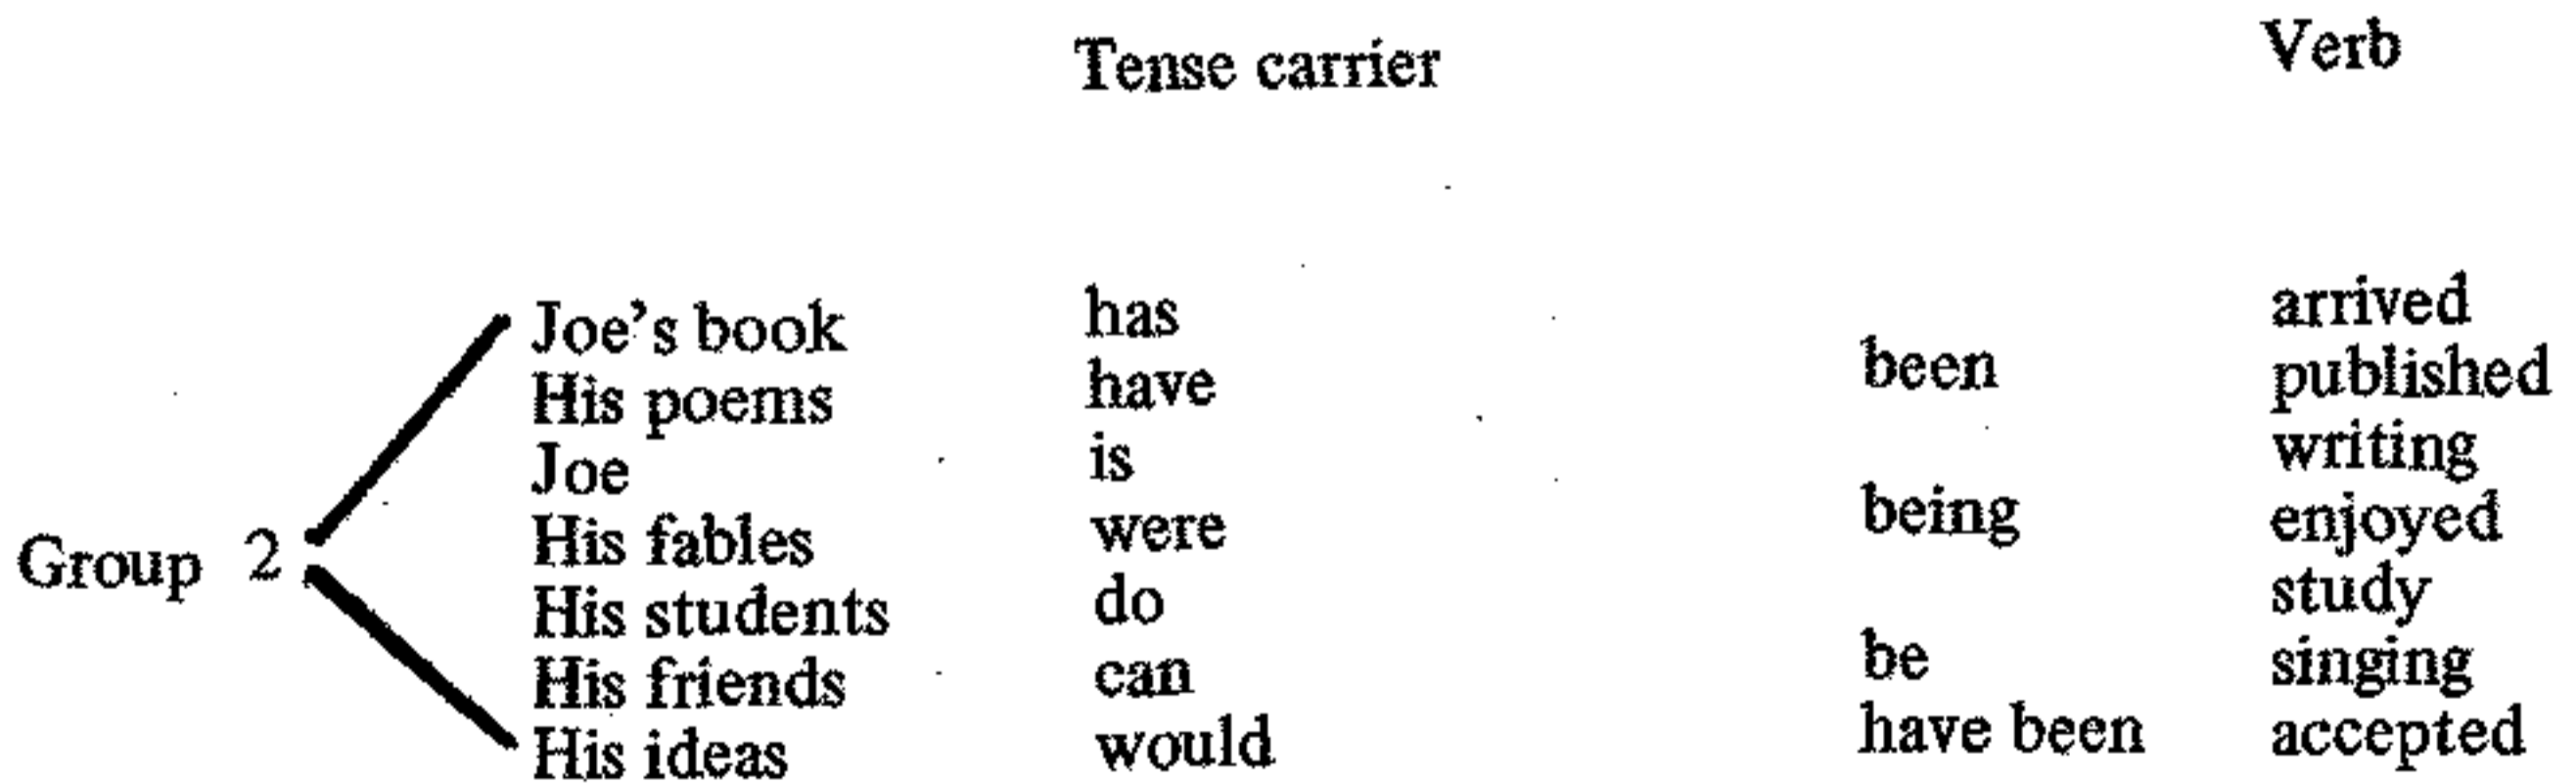 Tense carrier Verb
Joe's book has arrived
His poems have been published
Joe is writing
Group 2 His fables were being enjoyed
His students do study
His friends can be singing
His ideas would have been accepted